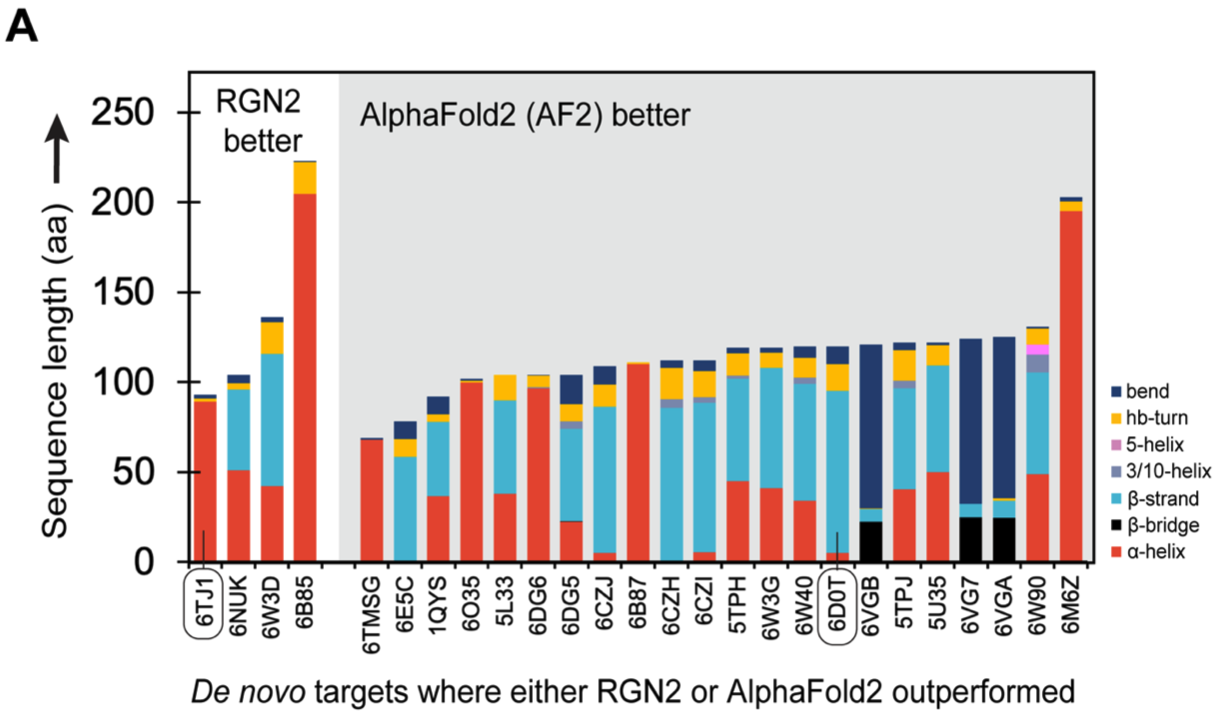 A
RGN2
better
AlphaFold2 (AF2) better
Sequence length (aa)
250
200
150
100
50
0
bend
hb-turn
5-helix
3/10-helix
β-strand
β-bridge
α-helix
6TJ1
6NUK
6W3D
6B85
6TMSG
6E5C
1QYS
6O35
5L33
6DG6
6DG5
6CZJ
6B87
6CZH
6CZI
5TPH
6W3G
6W40
6D0T
6VGB
5TPJ
5U35
6VG7
6VGA
6W90
6M6Z
De novo targets where either RGN2 or AlphaFold2 outperformed